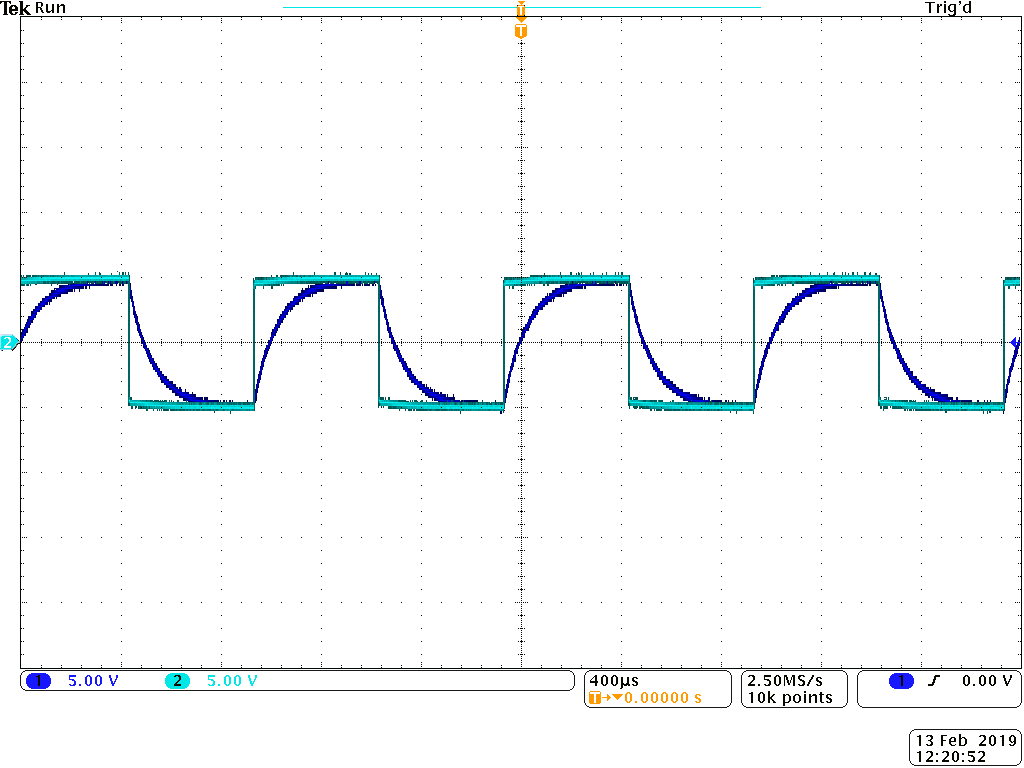 Tek Run Trig'd
T
T
2
1 5.00 V 2 5.00 V 400µs 2.50MS/s 1 0.00 V
T→▼0.00000 s 10k points
13 Feb 2019
12:20:52